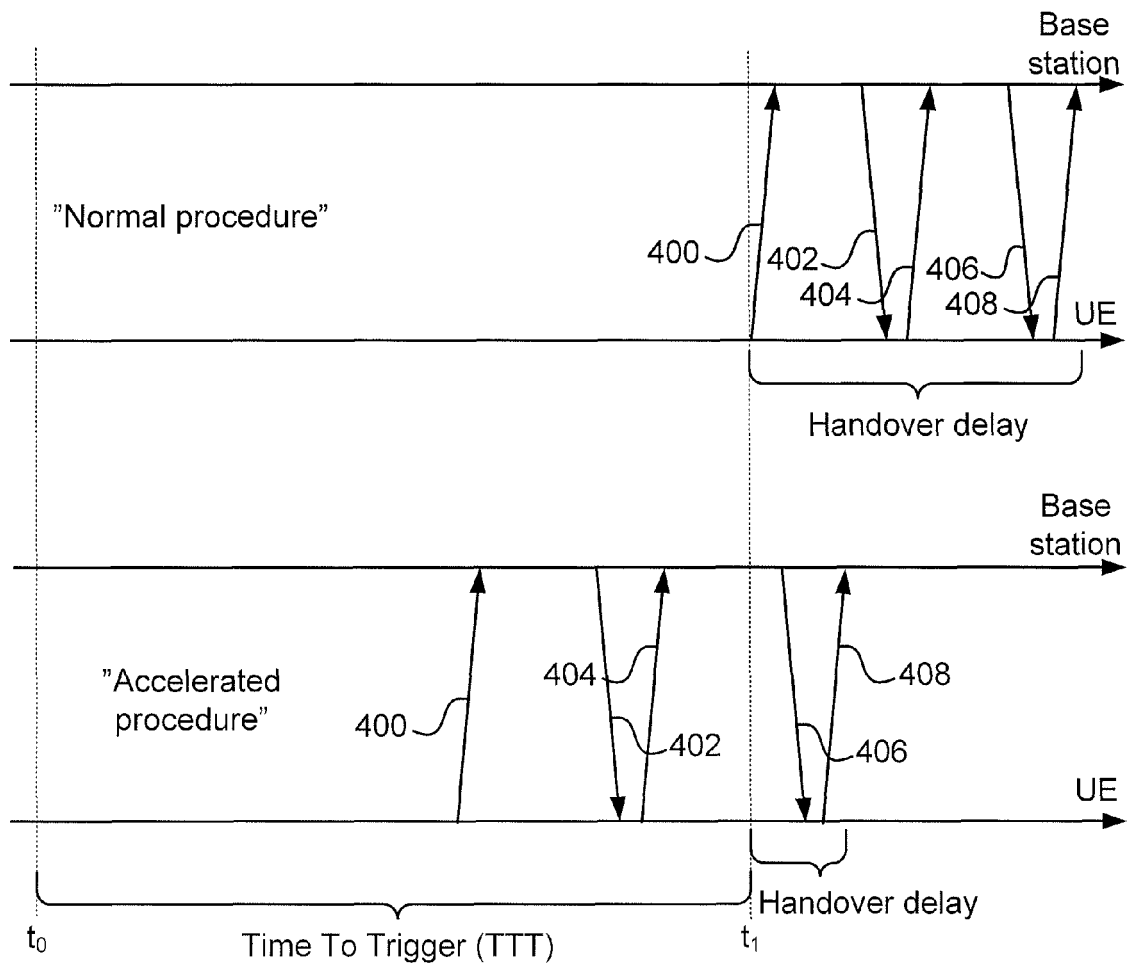 Base
station
”Normal procedure”
400
402
404
406
408
UE
Handover delay
Base
station
”Accelerated
procedure”
400
404
402
408
406
UE
Handover delay
t₀
Time To Trigger (TTT)
t₁